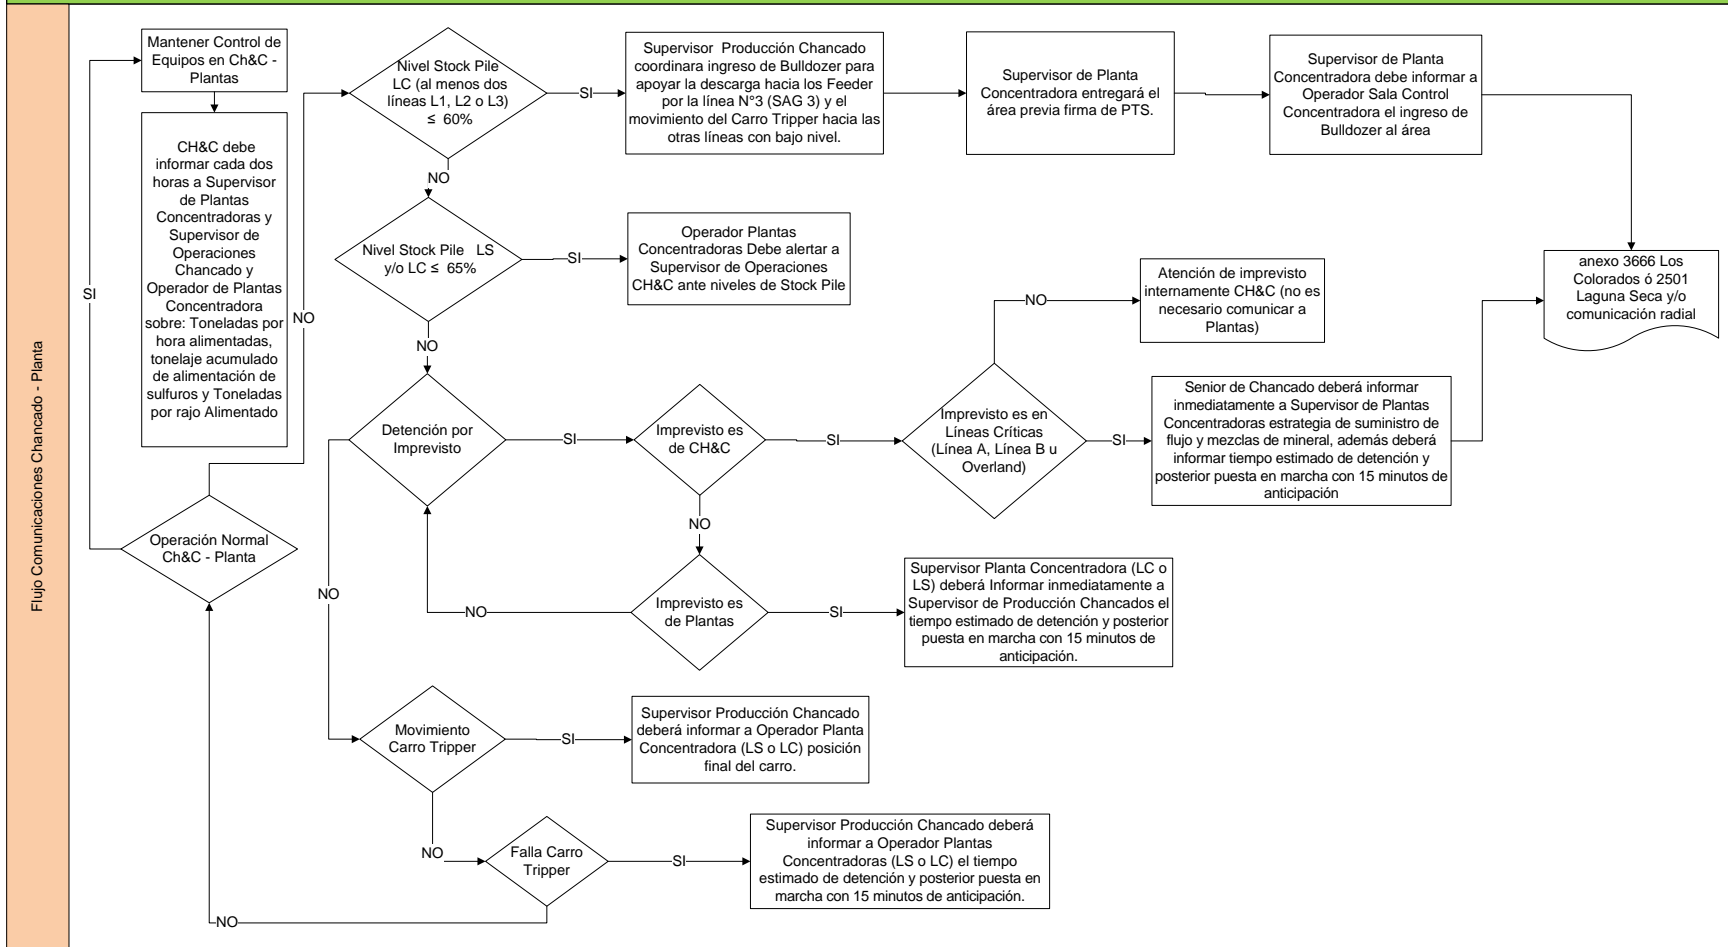 Flujo Comunicaciones Chancado - Planta
Mantener Control de
Equipos en Ch&C -
Plantas
CH&C debe
informar cada dos
horas a Supervisor
de Plantas
Concentradoras y
Supervisor de
Operaciones
Chancado y
Operador de Plantas
Concentradora
sobre: Toneladas por
hora alimentadas,
tonelaje acumulado
de alimentación de
sulfuros y Toneladas
por rajo Alimentado
Operación Normal
Ch&C - Planta
SI
NO
Nivel Stock Pile
LC (al menos dos
líneas L1, L2 o L3)
≤ 60%
SI
Supervisor Producción Chancado
coordinara ingreso de Bulldozer para
apoyar la descarga hacia los Feeder
por la línea N°3 (SAG 3) y el
movimiento del Carro Tripper hacia las
otras líneas con bajo nivel.
Supervisor de Planta
Concentradora entregará el
área previa firma de PTS.
Supervisor de Planta
Concentradora debe informar a
Operador Sala Control
Concentradora el ingreso de
Bulldozer al área
anexo 3666 Los
Colorados ó 2501
Laguna Seca y/o
comunicación radial
NO
Nivel Stock Pile LS
y/o LC ≤ 65%
SI
Operador Plantas
Concentradoras Debe alertar a
Supervisor de Operaciones
CH&C ante niveles de Stock Pile
NO
Detención por
Imprevisto
SI
Imprevisto es
de CH&C
SI
Imprevisto es en
Líneas Críticas
(Línea A, Línea B u
Overland)
NO
Atención de imprevisto
internamente CH&C (no es
necesario comunicar a
Plantas)
SI
Senior de Chancado deberá informar
inmediatamente a Supervisor de Plantas
Concentradoras estrategia de suministro de
flujo y mezclas de mineral, además deberá
informar tiempo estimado de detención y
posterior puesta en marcha con 15 minutos de
anticipación
NO
Imprevisto es
de Plantas
NO
SI
Supervisor Planta Concentradora (LC o
LS) deberá Informar inmediatamente a
Supervisor de Producción Chancados el
tiempo estimado de detención y posterior
puesta en marcha con 15 minutos de
anticipación.
NO
Movimiento
Carro Tripper
SI
Supervisor Producción Chancado
deberá informar a Operador Planta
Concentradora (LS o LC) posición
final del carro.
NO
Falla Carro
Tripper
SI
Supervisor Producción Chancado deberá
informar a Operador Plantas
Concentradoras (LS o LC) el tiempo
estimado de detención y posterior puesta en
marcha con 15 minutos de anticipación.
NO